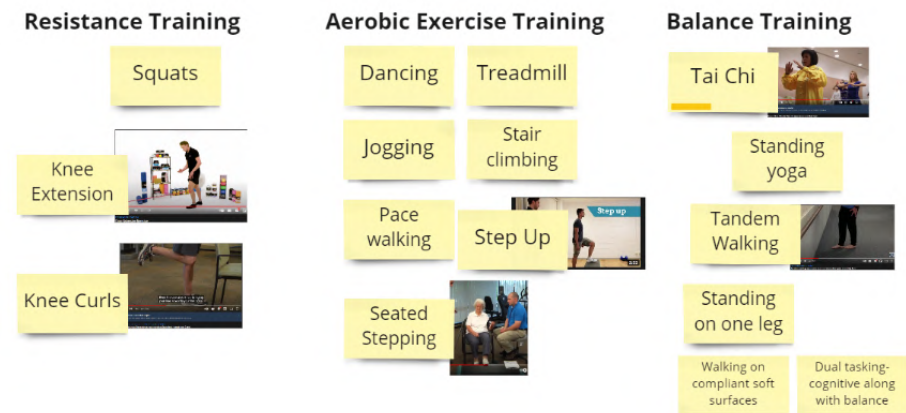 Resistance Training
Squats
Knee
Extension
Knee Curls
Aerobic Exercise Training
Dancing
Treadmill
Jogging
Stair
climbing
Pace
walking
Step Up
Step up
Seated
Stepping
Balance Training
Tai Chi
Standing
yoga
Tandem
Walking
Standing
on one leg
Walking on
compliant soft
surfaces
Dual tasking-
cognitive along
with balance